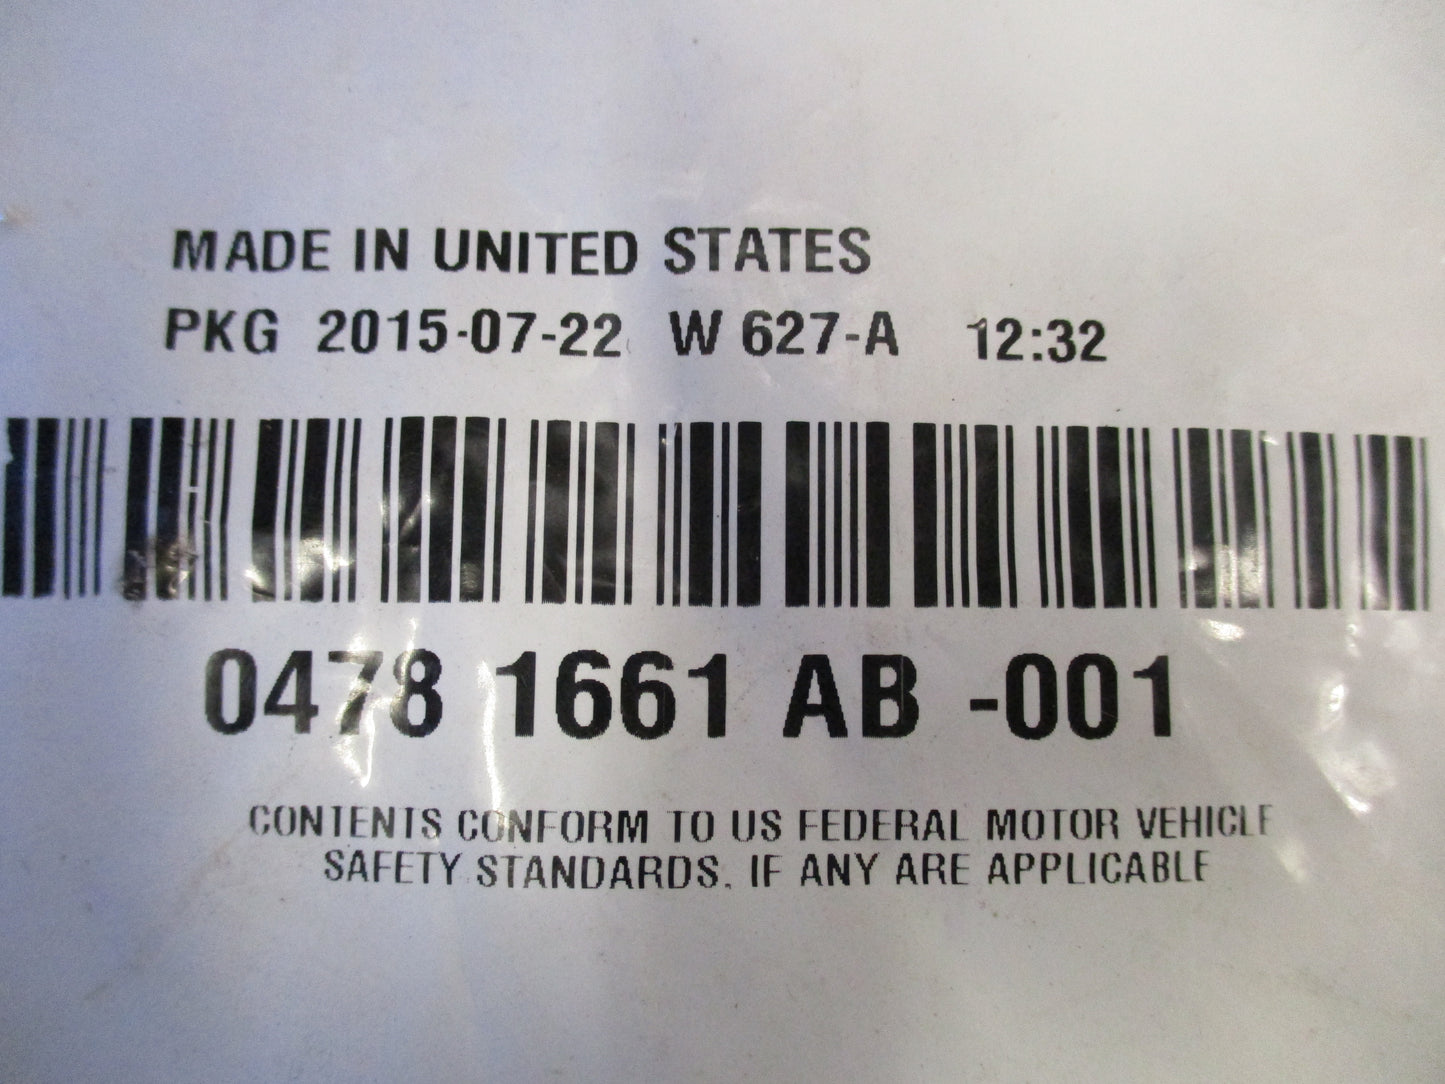 MADE IN UNITED STATES
PKG 2015-07-22 W 627-A 12:32
0478 1661 AB -001
CONTENTS CONFORM TO US FEDERAL MOTOR VEHICLE
SAFETY STANDARDS. IF ANY ARE APPLICABLE